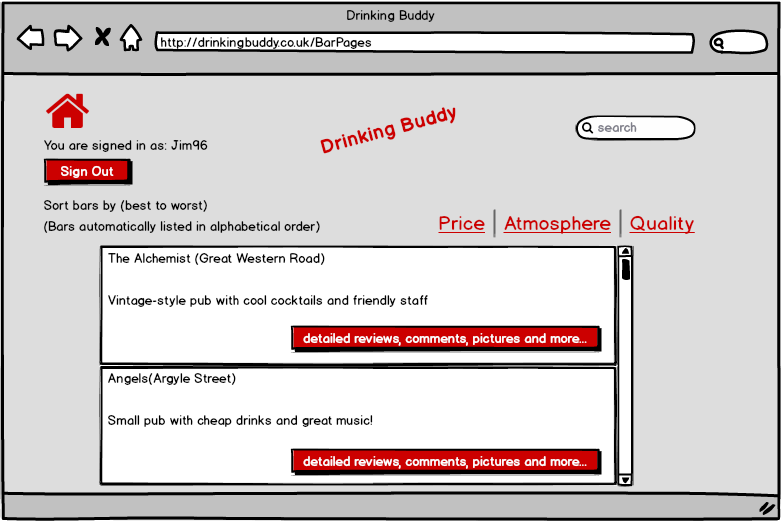 Drinking Buddy
http://drinkingbuddy.co.uk/BarPages
Drinking Buddy
search
You are signed in as: Jim96
Sign Out
Sort bars by (best to worst)
(Bars automatically listed in alphabetical order)
Price | Atmosphere | Quality
The Alchemist (Great Western Road)
Vintage-style pub with cool cocktails and friendly staff
detailed reviews, comments, pictures and more...
Angels(Argyle Street)
Small pub with cheap drinks and great music!
detailed reviews, comments, pictures and more...